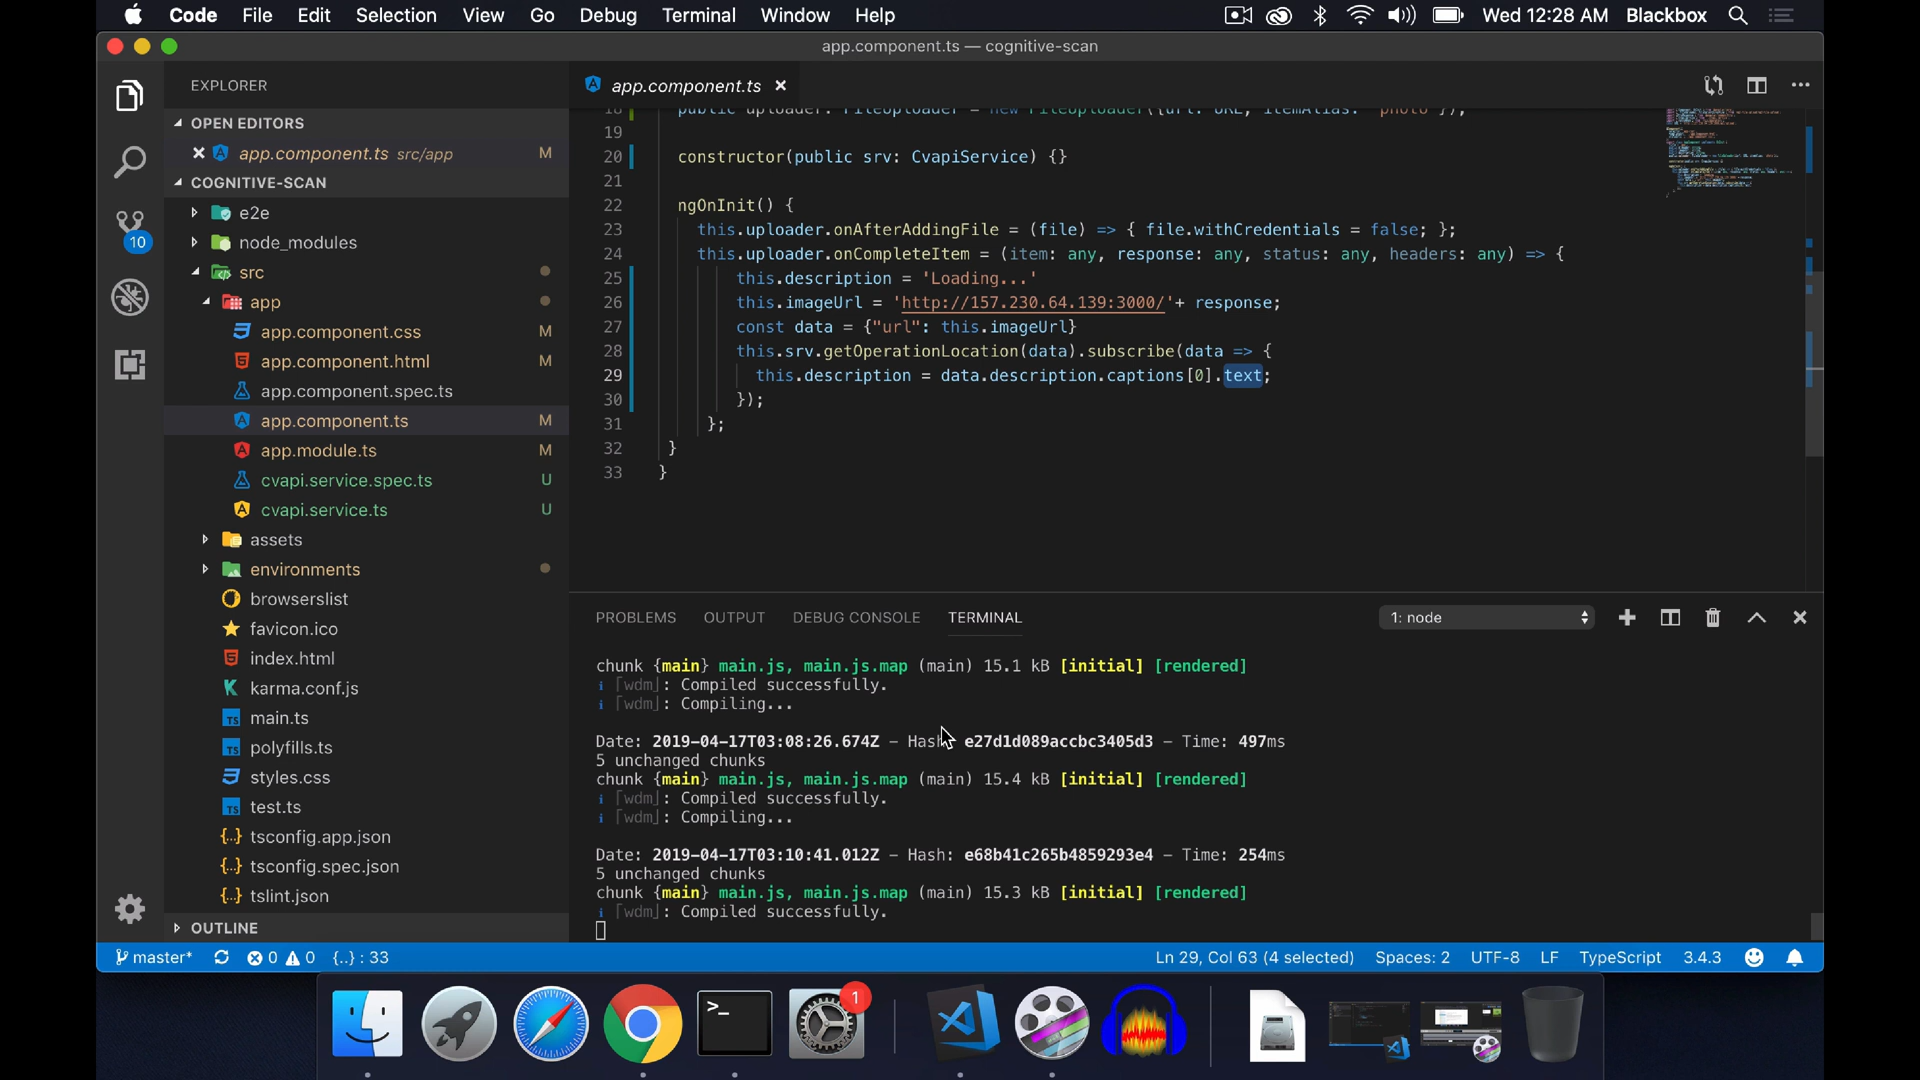 Code File Edit Selection View Go Debug Terminal Window Help Wed 12:28 AM Blackbox
app.component.ts — cognitive-scan
EXPLORER
OPEN EDITORS
app.component.ts src/app M
COGNITIVE-SCAN
e2e
node_modules
10
src
app
app.component.css M
app.component.html M
app.component.spec.ts
app.component.ts M
app.module.ts M
cvapi.service.spec.ts U
cvapi.service.ts U
assets
environments
browserslist
favicon.ico
index.html
karma.conf.js
main.ts
polyfills.ts
styles.css
test.ts
tsconfig.app.json
tsconfig.spec.json
tslint.json
OUTLINE
app.component.ts
18 public uploader: FileUploader = new FileUploader({url: URL, itemAlias: 'photo'});
19
20 constructor(public srv: CvapiService) {}
21
22 ngOnInit() {
23 this.uploader.onAfterAddingFile = (file) => { file.withCredentials = false; };
24 this.uploader.onCompleteItem = (item: any, response: any, status: any, headers: any) => {
25 this.description = 'Loading...'
26 this.imageUrl = 'http://157.230.64.139:3000/'+ response;
27 const data = {"url": this.imageUrl}
28 this.srv.getOperationLocation(data).subscribe(data => {
29 this.description = data.description.captions[0].text;
30 });
31 };
32 }
33 }
PROBLEMS OUTPUT DEBUG CONSOLE TERMINAL 1: node
chunk {main} main.js, main.js.map (main) 15.1 kB [initial] [rendered]
i ｢wdm｣: Compiled successfully.
i ｢wdm｣: Compiling...
Date: 2019-04-17T03:08:26.674Z - Hash: e27d1d089accbc3405d3 - Time: 497ms
5 unchanged chunks
chunk {main} main.js, main.js.map (main) 15.4 kB [initial] [rendered]
i ｢wdm｣: Compiled successfully.
i ｢wdm｣: Compiling...
Date: 2019-04-17T03:10:41.012Z - Hash: e68b41c265b4859293e4 - Time: 254ms
5 unchanged chunks
chunk {main} main.js, main.js.map (main) 15.3 kB [initial] [rendered]
i ｢wdm｣: Compiled successfully.
master* 0 0 {..} : 33 Ln 29, Col 63 (4 selected) Spaces: 2 UTF-8 LF TypeScript 3.4.3
>_
1